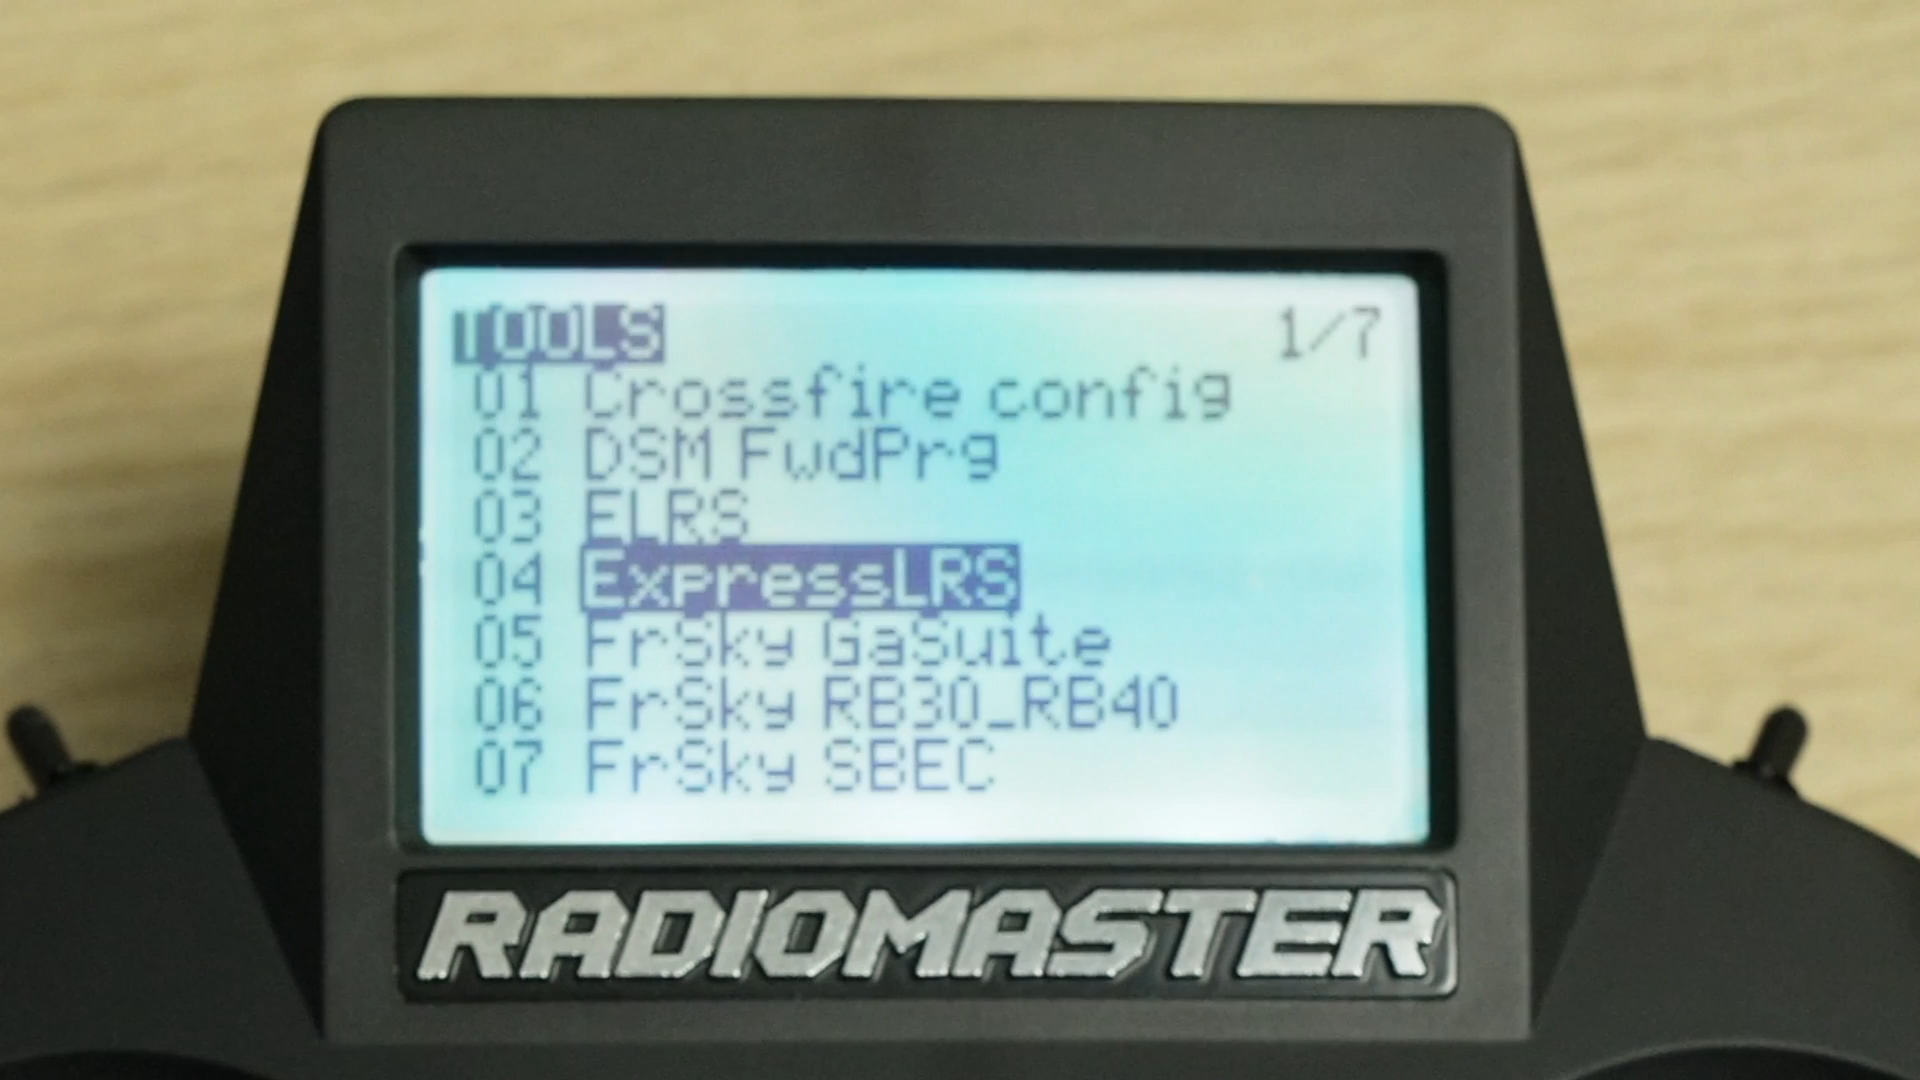 TOOLS 1/7
01 Crossfire config
02 DSM FwdPrg
03 ELRS
04 ExpressLRS
05 FrSky GaSuite
06 FrSky RB30_RB40
07 FrSky SBEC
RADIOMASTER